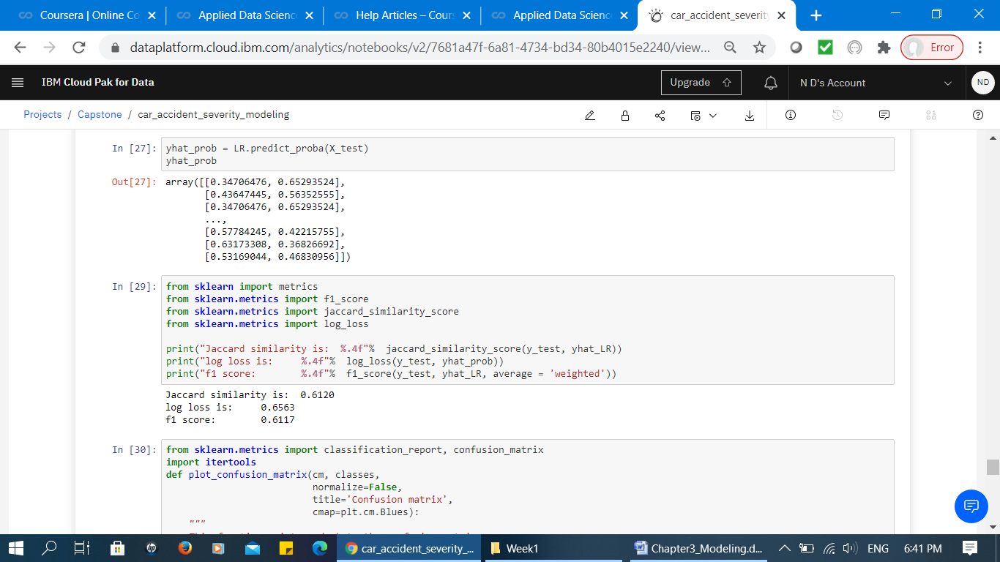 Coursera | Online Co
Applied Data Scienc
Help Articles – Cours
Applied Data Scienc
car_accident_severity
dataplatform.cloud.ibm.com/analytics/notebooks/v2/7681a47f-6a81-4734-bd34-80b4015e2240/view...
Error
IBM Cloud Pak for Data
Upgrade
N D's Account
ND
Projects / Capstone / car_accident_severity_modeling
In [27]: yhat_prob = LR.predict_proba(X_test)
yhat_prob
Out[27]: array([[0.34706476, 0.65293524],
[0.43647445, 0.56352555],
[0.34706476, 0.65293524],
...,
[0.57784245, 0.42215755],
[0.63173308, 0.36826692],
[0.53169044, 0.46830956]])
In [29]: from sklearn import metrics
from sklearn.metrics import f1_score
from sklearn.metrics import jaccard_similarity_score
from sklearn.metrics import log_loss
print("Jaccard similarity is:  %.4f"%  jaccard_similarity_score(y_test, yhat_LR))
print("log loss is:     %.4f"%  log_loss(y_test, yhat_prob))
print("f1 score:        %.4f"%  f1_score(y_test, yhat_LR, average = 'weighted'))
Jaccard similarity is:  0.6120
log loss is:     0.6563
f1 score:        0.6117
In [30]: from sklearn.metrics import classification_report, confusion_matrix
import itertools
def plot_confusion_matrix(cm, classes,
normalize=False,
title='Confusion matrix',
cmap=plt.cm.Blues):
"""
car_accident_severity_...
Week1
Chapter3_Modeling.d...
ENG
6:41 PM